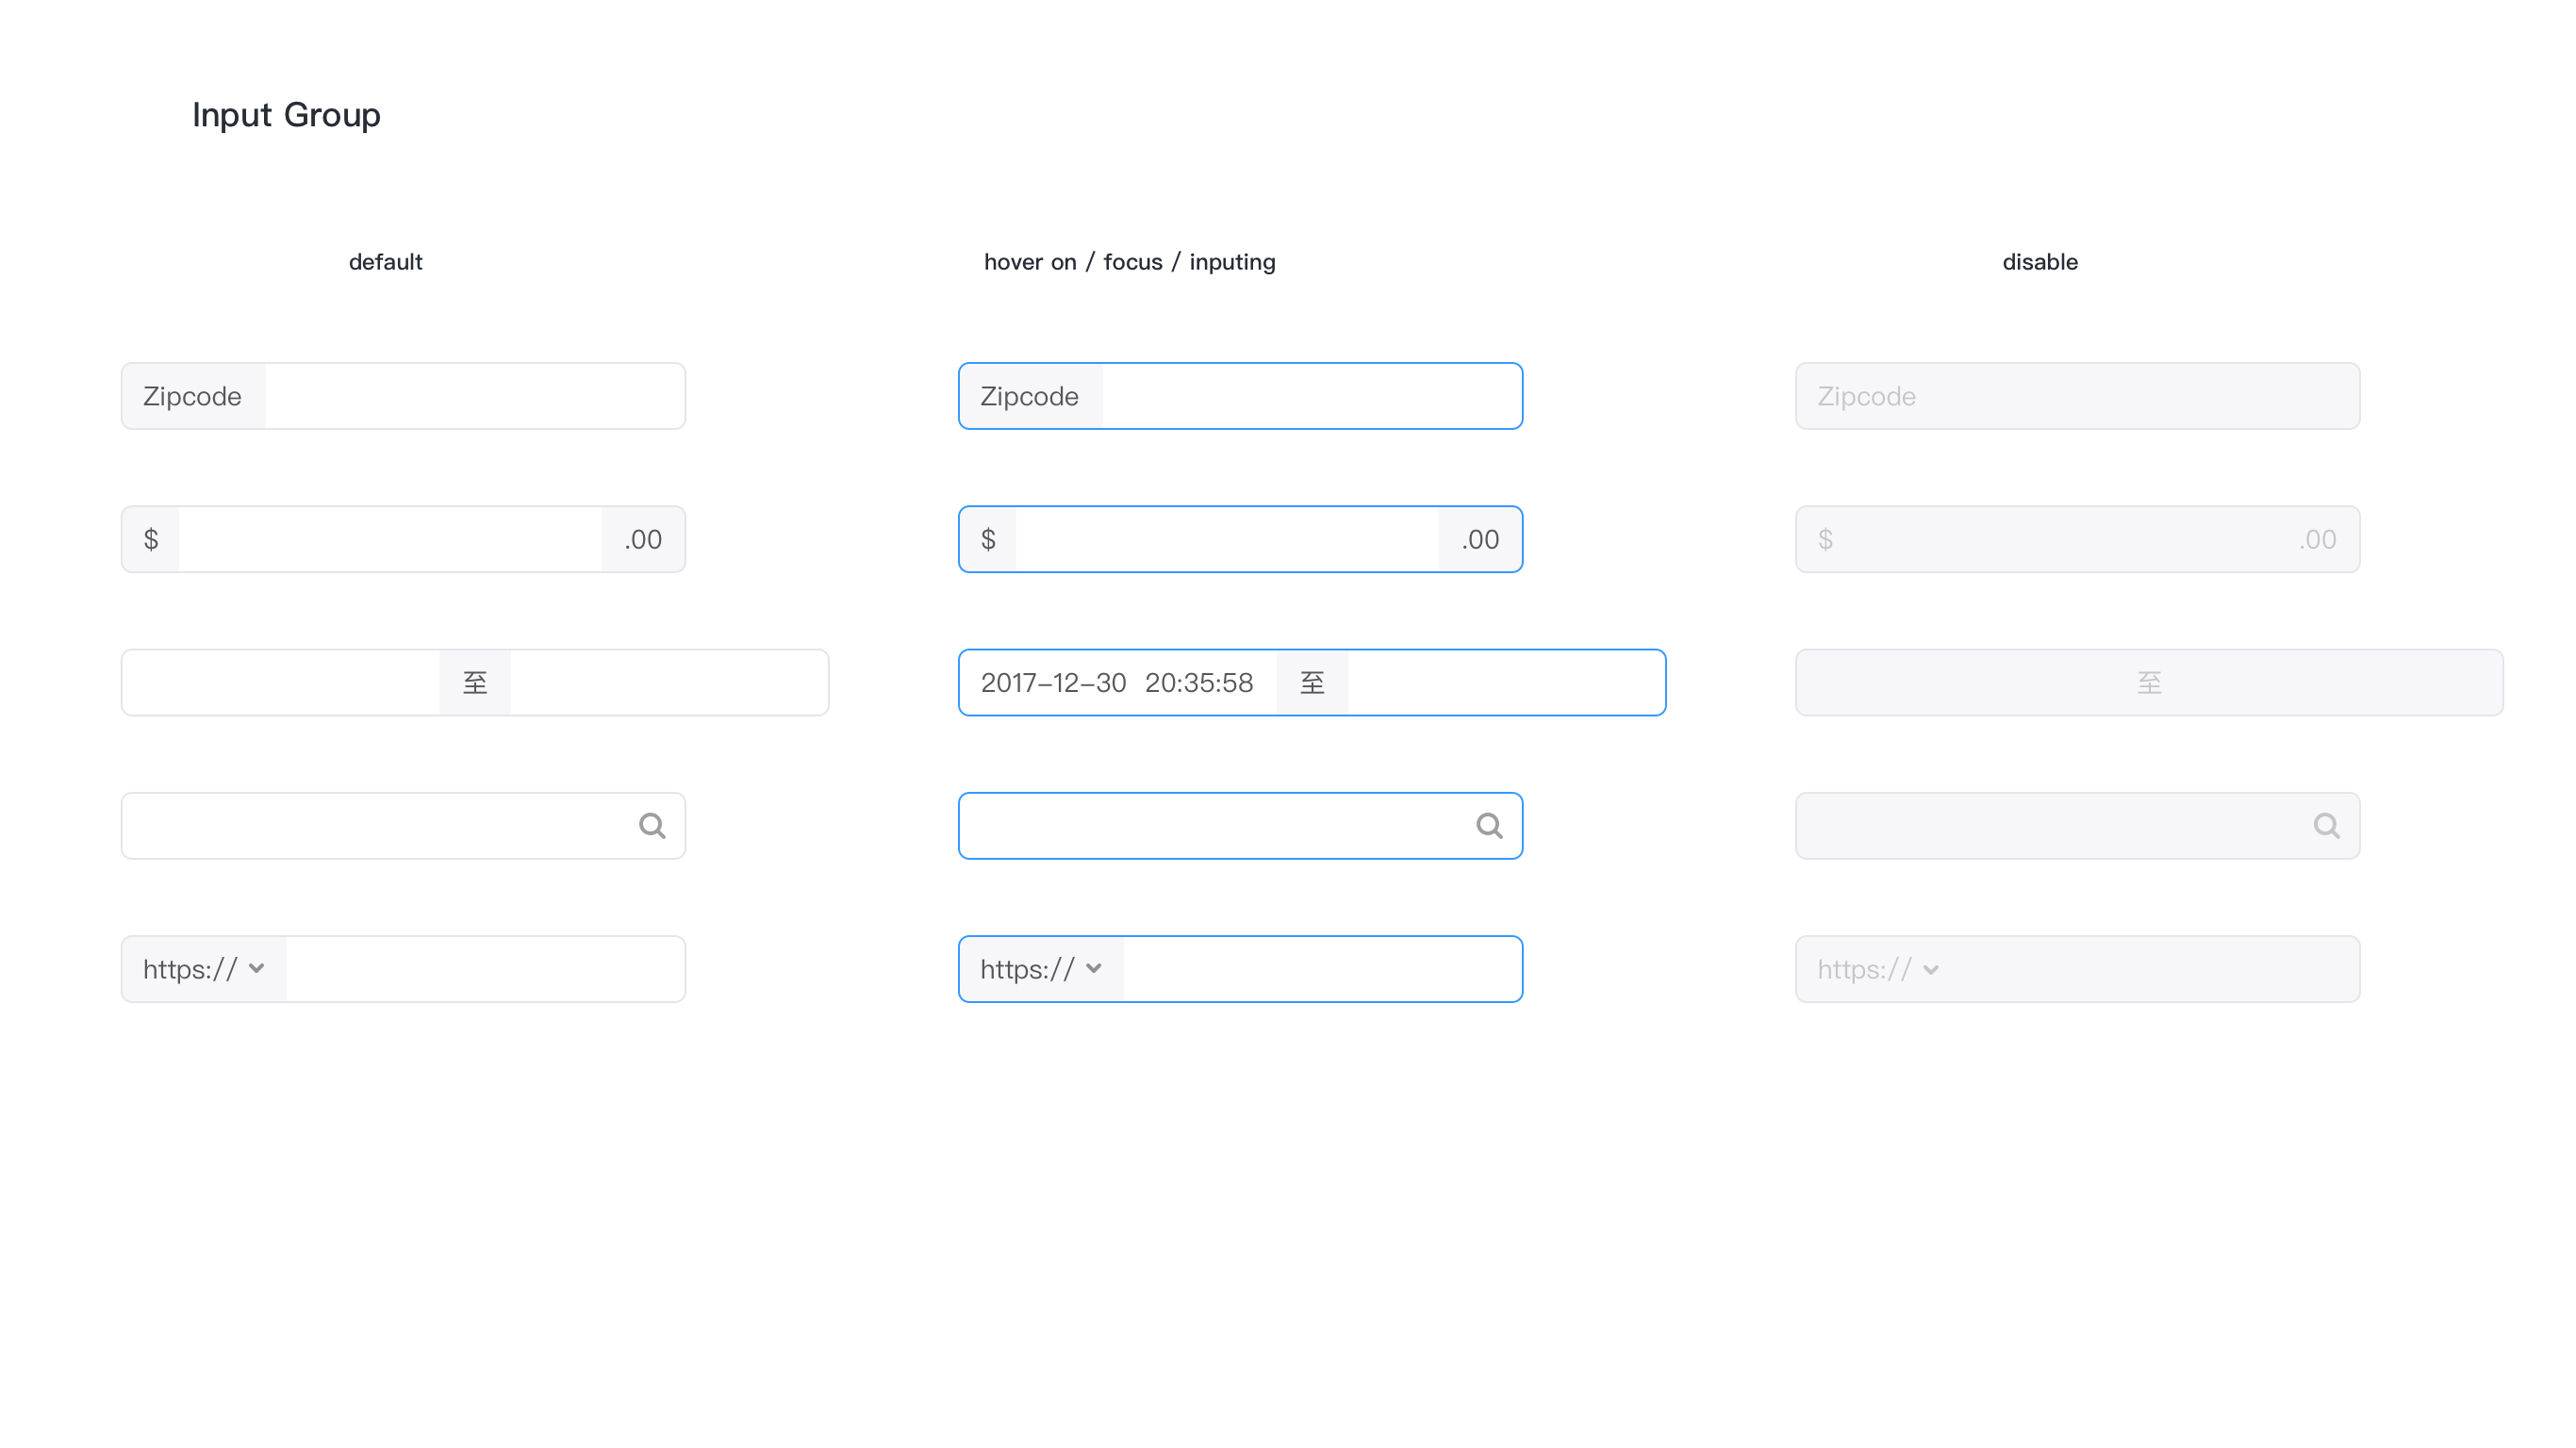 Input Group
default
hover on / focus / inputing
disable
Zipcode
Zipcode
Zipcode
$ .00
$ .00
$ .00
至
2017-12-30 20:35:58 至
至
https://
https://
https://